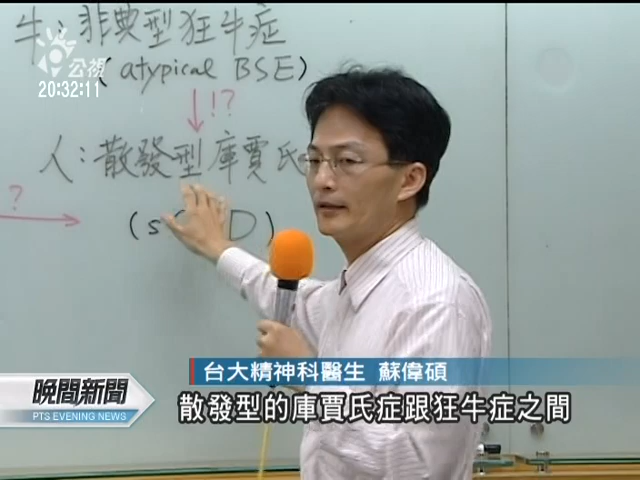 牛：非典型狂牛症
(atypical BSE)
公視
20:32:11
!?
人：散發型庫賈氏
?
(s
D)
台大精神科醫生 蘇偉碩
晚間新聞
PTS EVENING NEWS
散發型的庫賈氏症跟狂牛症之間